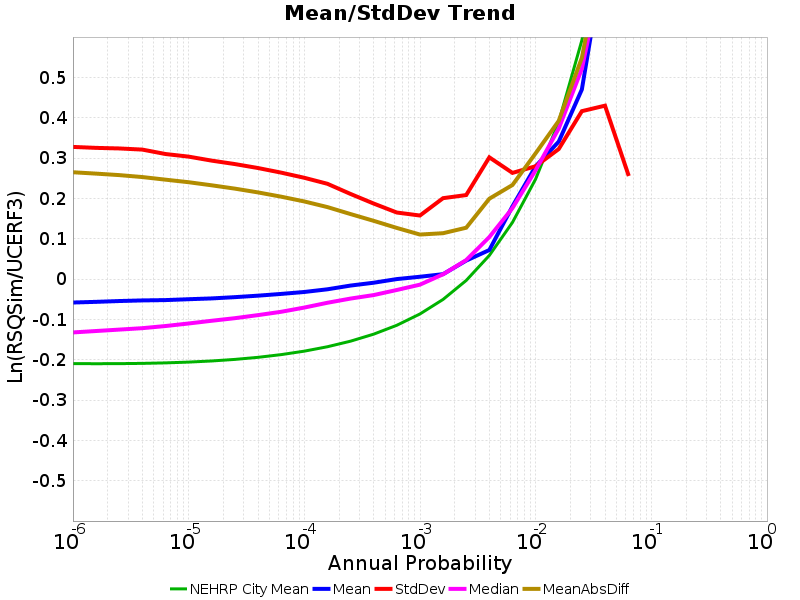 Mean/StdDev Trend
Ln(RSQSim/UCERF3)
0.5
0.4
0.3
0.2
0.1
0
-0.1
-0.2
-0.3
-0.4
-0.5
10^-6 10^-5 10^-4 10^-3 10^-2 10^-1 10^0
Annual Probability
NEHRP City Mean Mean StdDev Median MeanAbsDiff